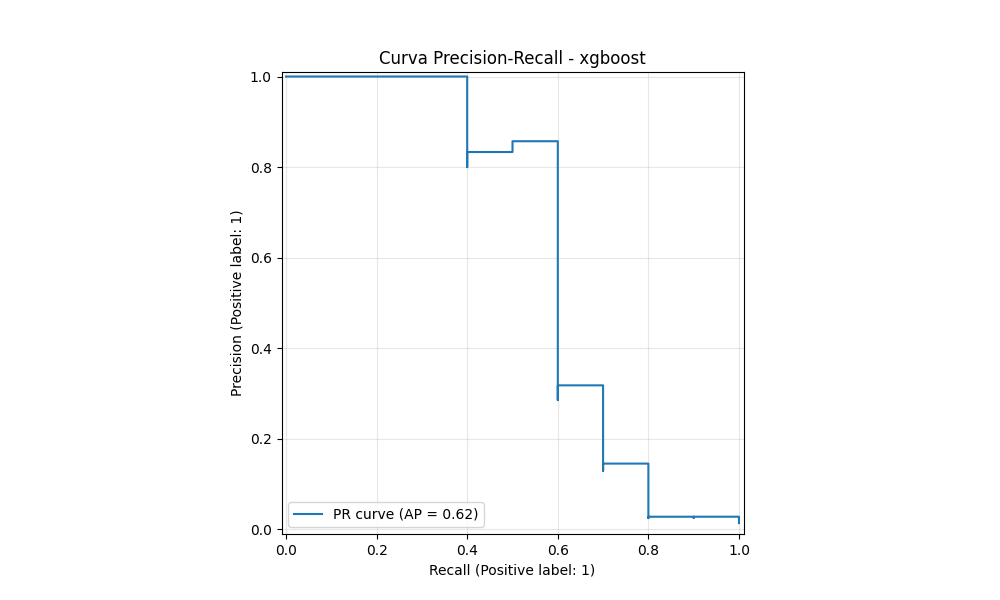 Curva Precision-Recall - xgboost
1.0
0.8
0.6
0.4
0.2
0.0
Precision (Positive label: 1)
PR curve (AP = 0.62)
0.0 0.2 0.4 0.6 0.8 1.0
Recall (Positive label: 1)